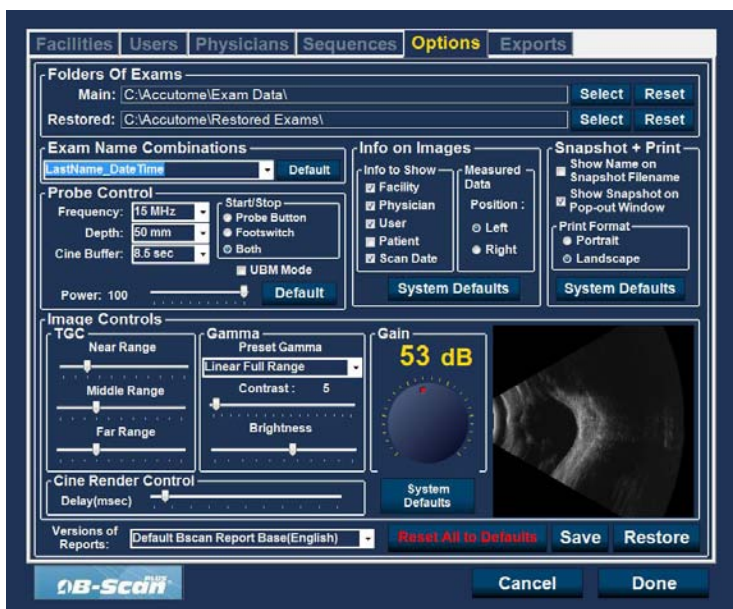 Facilities Users Physicians Sequences Options Exports
Folders Of Exams
Main: C:\Accutome\Exam Data\ Select Reset
Restored: C:\Accutome\Restored Exams\ Select Reset
Exam Name Combinations
LastName_DateTime Default
Probe Control
Frequency: 15 MHz
Depth: 50 mm
Cine Buffer: 8.5 sec
Start/Stop
Probe Button
Footswitch
Both
UBM Mode
Power: 100 Default
Info on Images
Info to Show
Facility
Physician
User
Patient
Scan Date
Measured
Data
Position :
Left
Right
System Defaults
Snapshot + Print
Show Name on
Snapshot Filename
Show Snapshot on
Pop-out Window
Print Format
Portrait
Landscape
System Defaults
Image Controls
TGC
Near Range
Middle Range
Far Range
Gamma
Preset Gamma
Linear Full Range
Contrast : 5
Brightness
Gain
53 dB
System
Defaults
Cine Render Control
Delay(msec)
Versions of
Reports: Default Bscan Report Base(English) Reset All to Defaults Save Restore
B-Scan PLUS Cancel Done